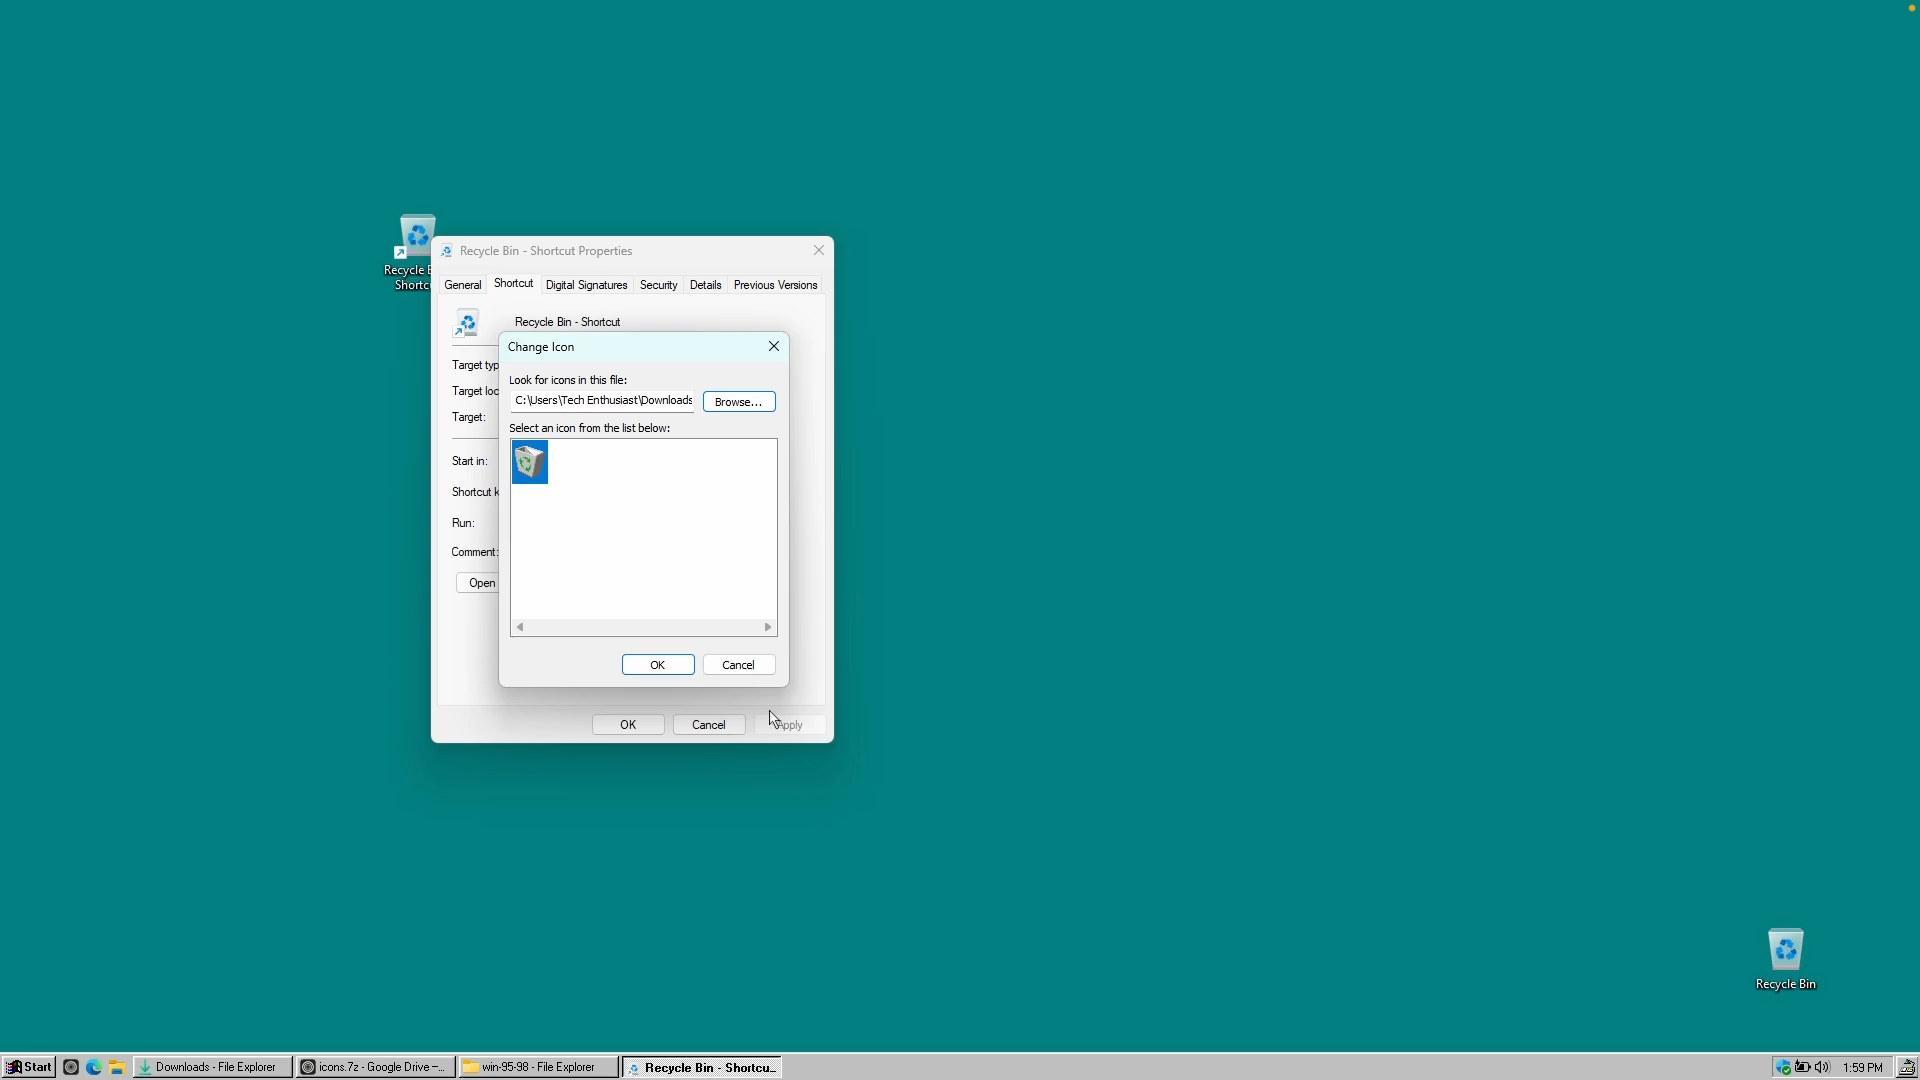 Recycle
Shortc
Recycle Bin - Shortcut Properties
General
Shortcut
Digital Signatures
Security
Details
Previous Versions
Recycle Bin - Shortcut
Target typ
Target loc
Target:
Start in:
Shortcut k
Run:
Comment:
Open
Change Icon
Look for icons in this file:
C:\Users\Tech Enthusiast\Downloads
Browse...
Select an icon from the list below:
OK
Cancel
OK
Cancel
Apply
Recycle Bin
Start
Downloads - File Explorer
icons.7z - Google Drive —...
win-95-98 - File Explorer
Recycle Bin - Shortcu...
1:59 PM